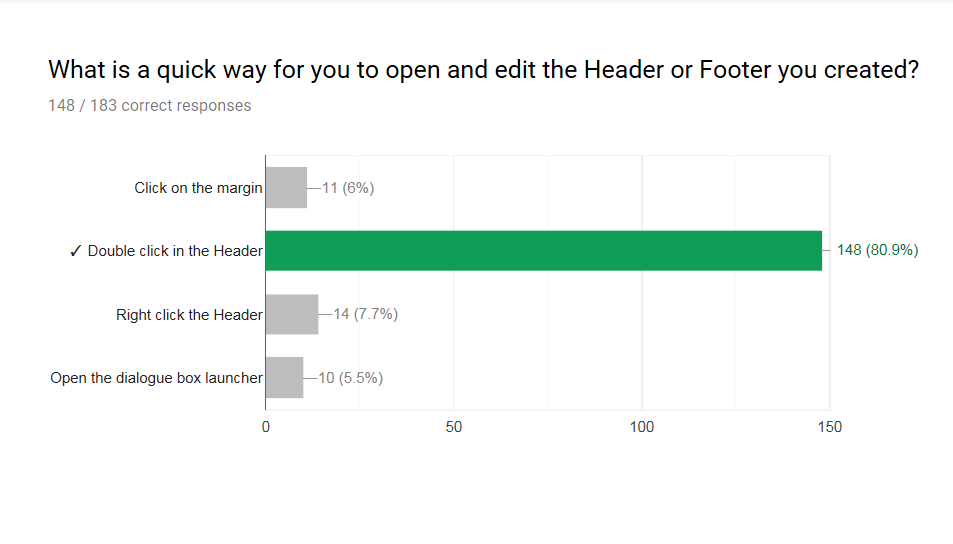 What is a quick way for you to open and edit the Header or Footer you created?
148 / 183 correct responses
Click on the margin 11 (6%)
✓ Double click in the Header 148 (80.9%)
Right click the Header 14 (7.7%)
Open the dialogue box launcher 10 (5.5%)
0 50 100 150